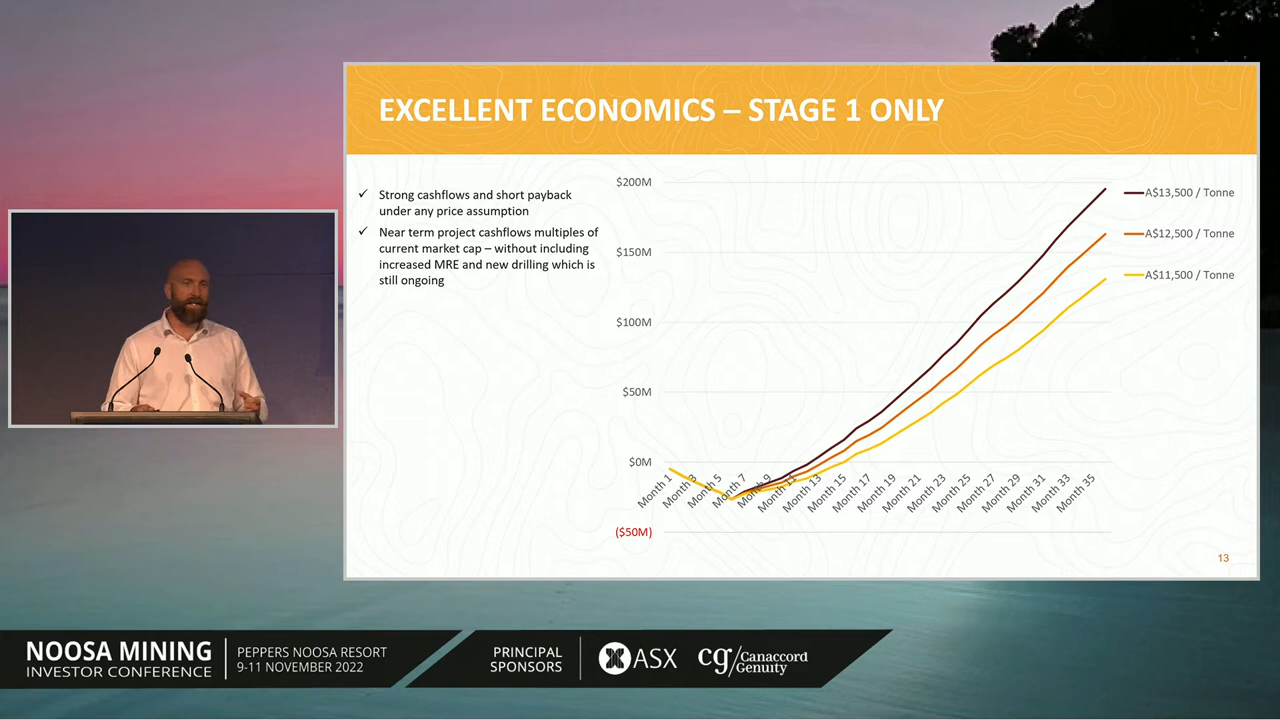 EXCELLENT ECONOMICS – STAGE 1 ONLY
✓ Strong cashflows and short payback
under any price assumption
✓ Near term project cashflows multiples of
current market cap – without including
increased MRE and new drilling which is
still ongoing
$200M
$150M
$100M
$50M
$0M
($50M)
Month 1
Month 3
Month 5
Month 7
Month 9
Month 11
Month 13
Month 15
Month 17
Month 19
Month 21
Month 23
Month 25
Month 27
Month 29
Month 31
Month 33
Month 35
A$13,500 / Tonne
A$12,500 / Tonne
A$11,500 / Tonne
13
NOOSA MINING
INVESTOR CONFERENCE
PEPPERS NOOSA RESORT
9-11 NOVEMBER 2022
PRINCIPAL
SPONSORS
ASX
cg/Canaccord
Genuity